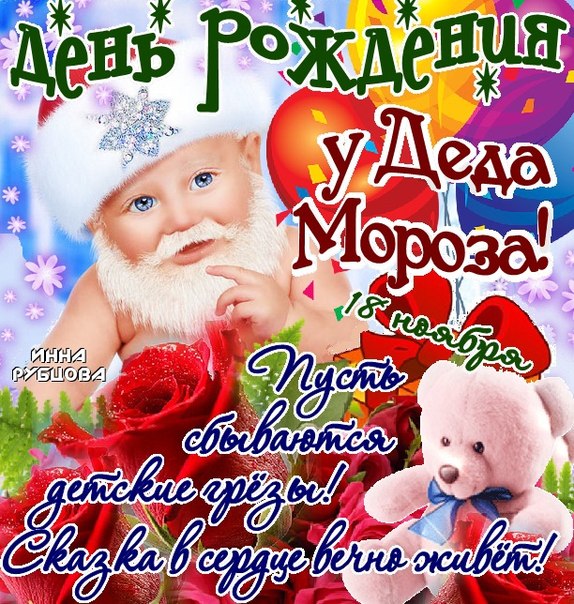 День Рождения
у Деда
Мороза!
18 ноября
Инна
Рубцова
Пусть
сбываются
детские грёзы!
Сказка в сердце вечно живёт!